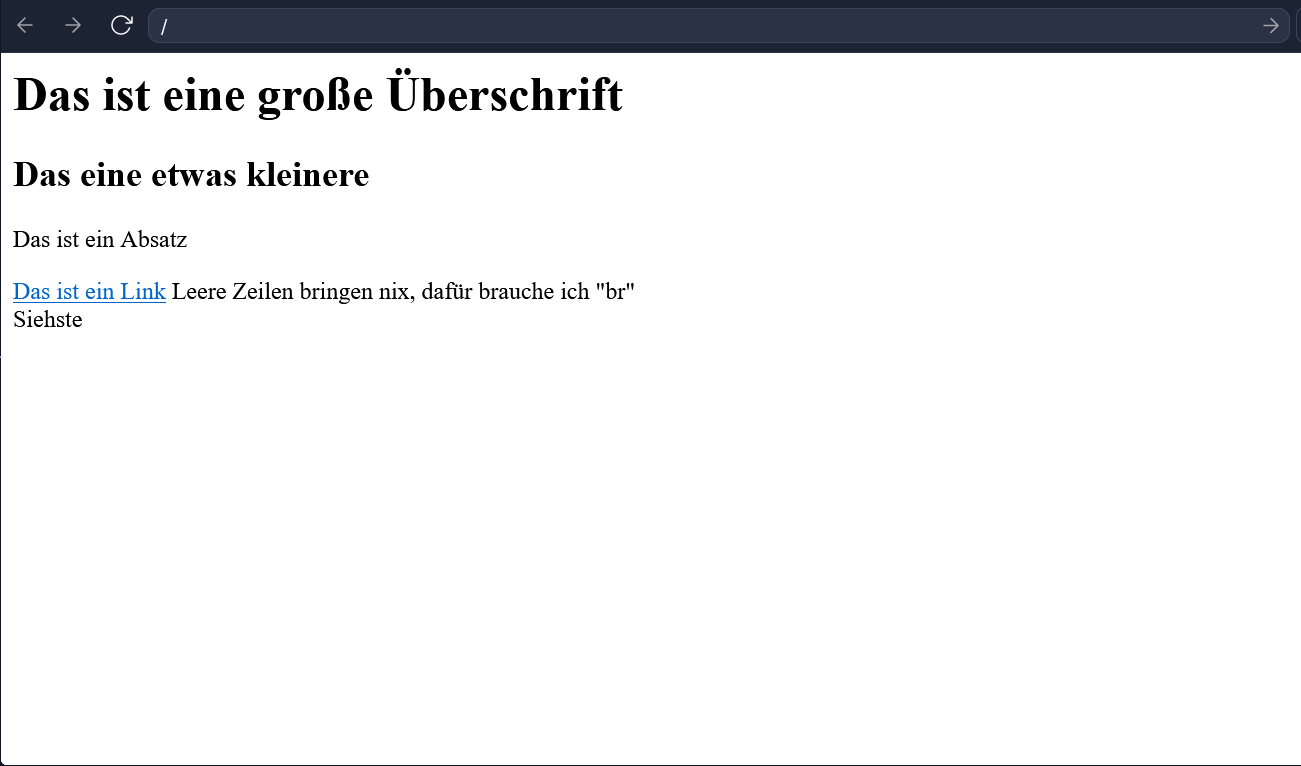 /
Das ist eine große Überschrift
Das eine etwas kleinere
Das ist ein Absatz
Das ist ein Link Leere Zeilen bringen nix, dafür brauche ich "br"
Siehste